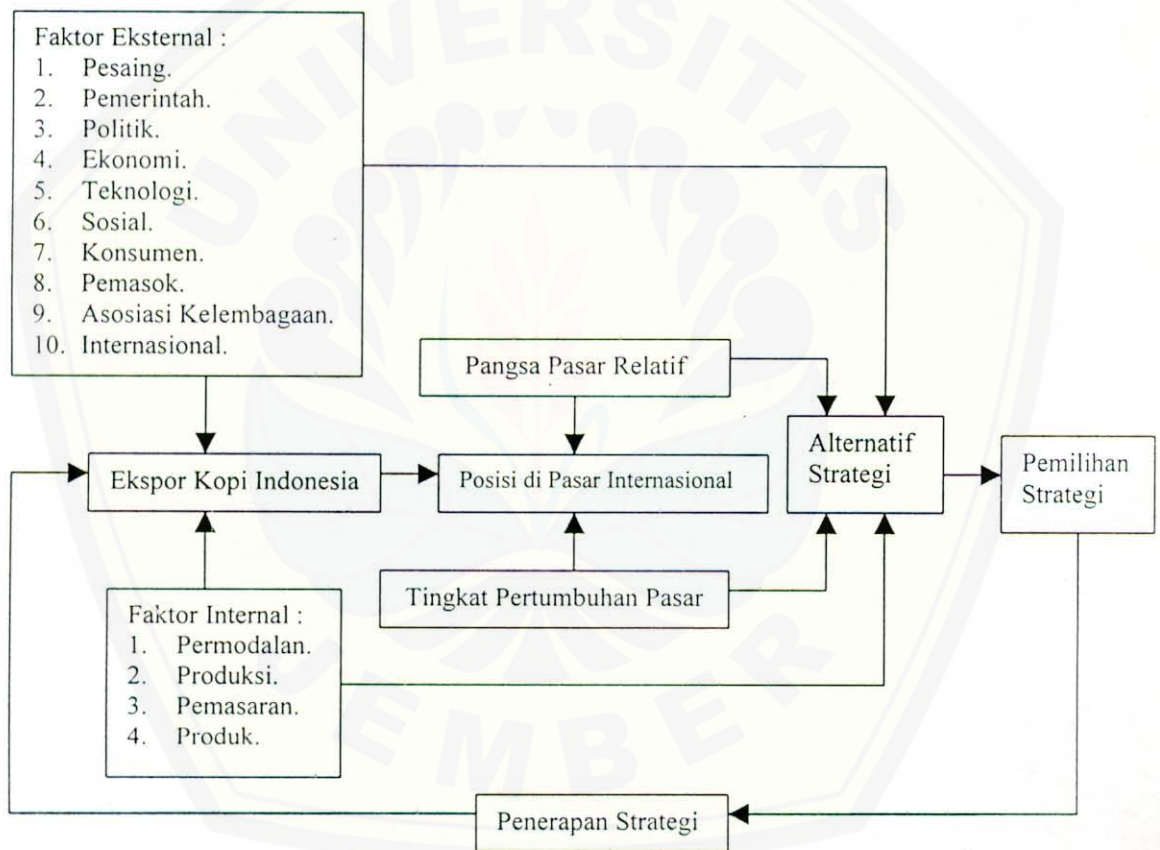 Faktor Eksternal :
1. Pesaing.
2. Pemerintah.
3. Politik.
4. Ekonomi.
5. Teknologi.
6. Sosial.
7. Konsumen.
8. Pemasok.
9. Asosiasi Kelembagaan.
10. Internasional.
Pangsa Pasar Relatif
Ekspor Kopi Indonesia
Posisi di Pasar Internasional
Alternatif
Strategi
Pemilihan
Strategi
Tingkat Pertumbuhan Pasar
Faktor Internal :
1. Permodalan.
2. Produksi.
3. Pemasaran.
4. Produk.
Penerapan Strategi
UNIVERSITAS
JEMBER